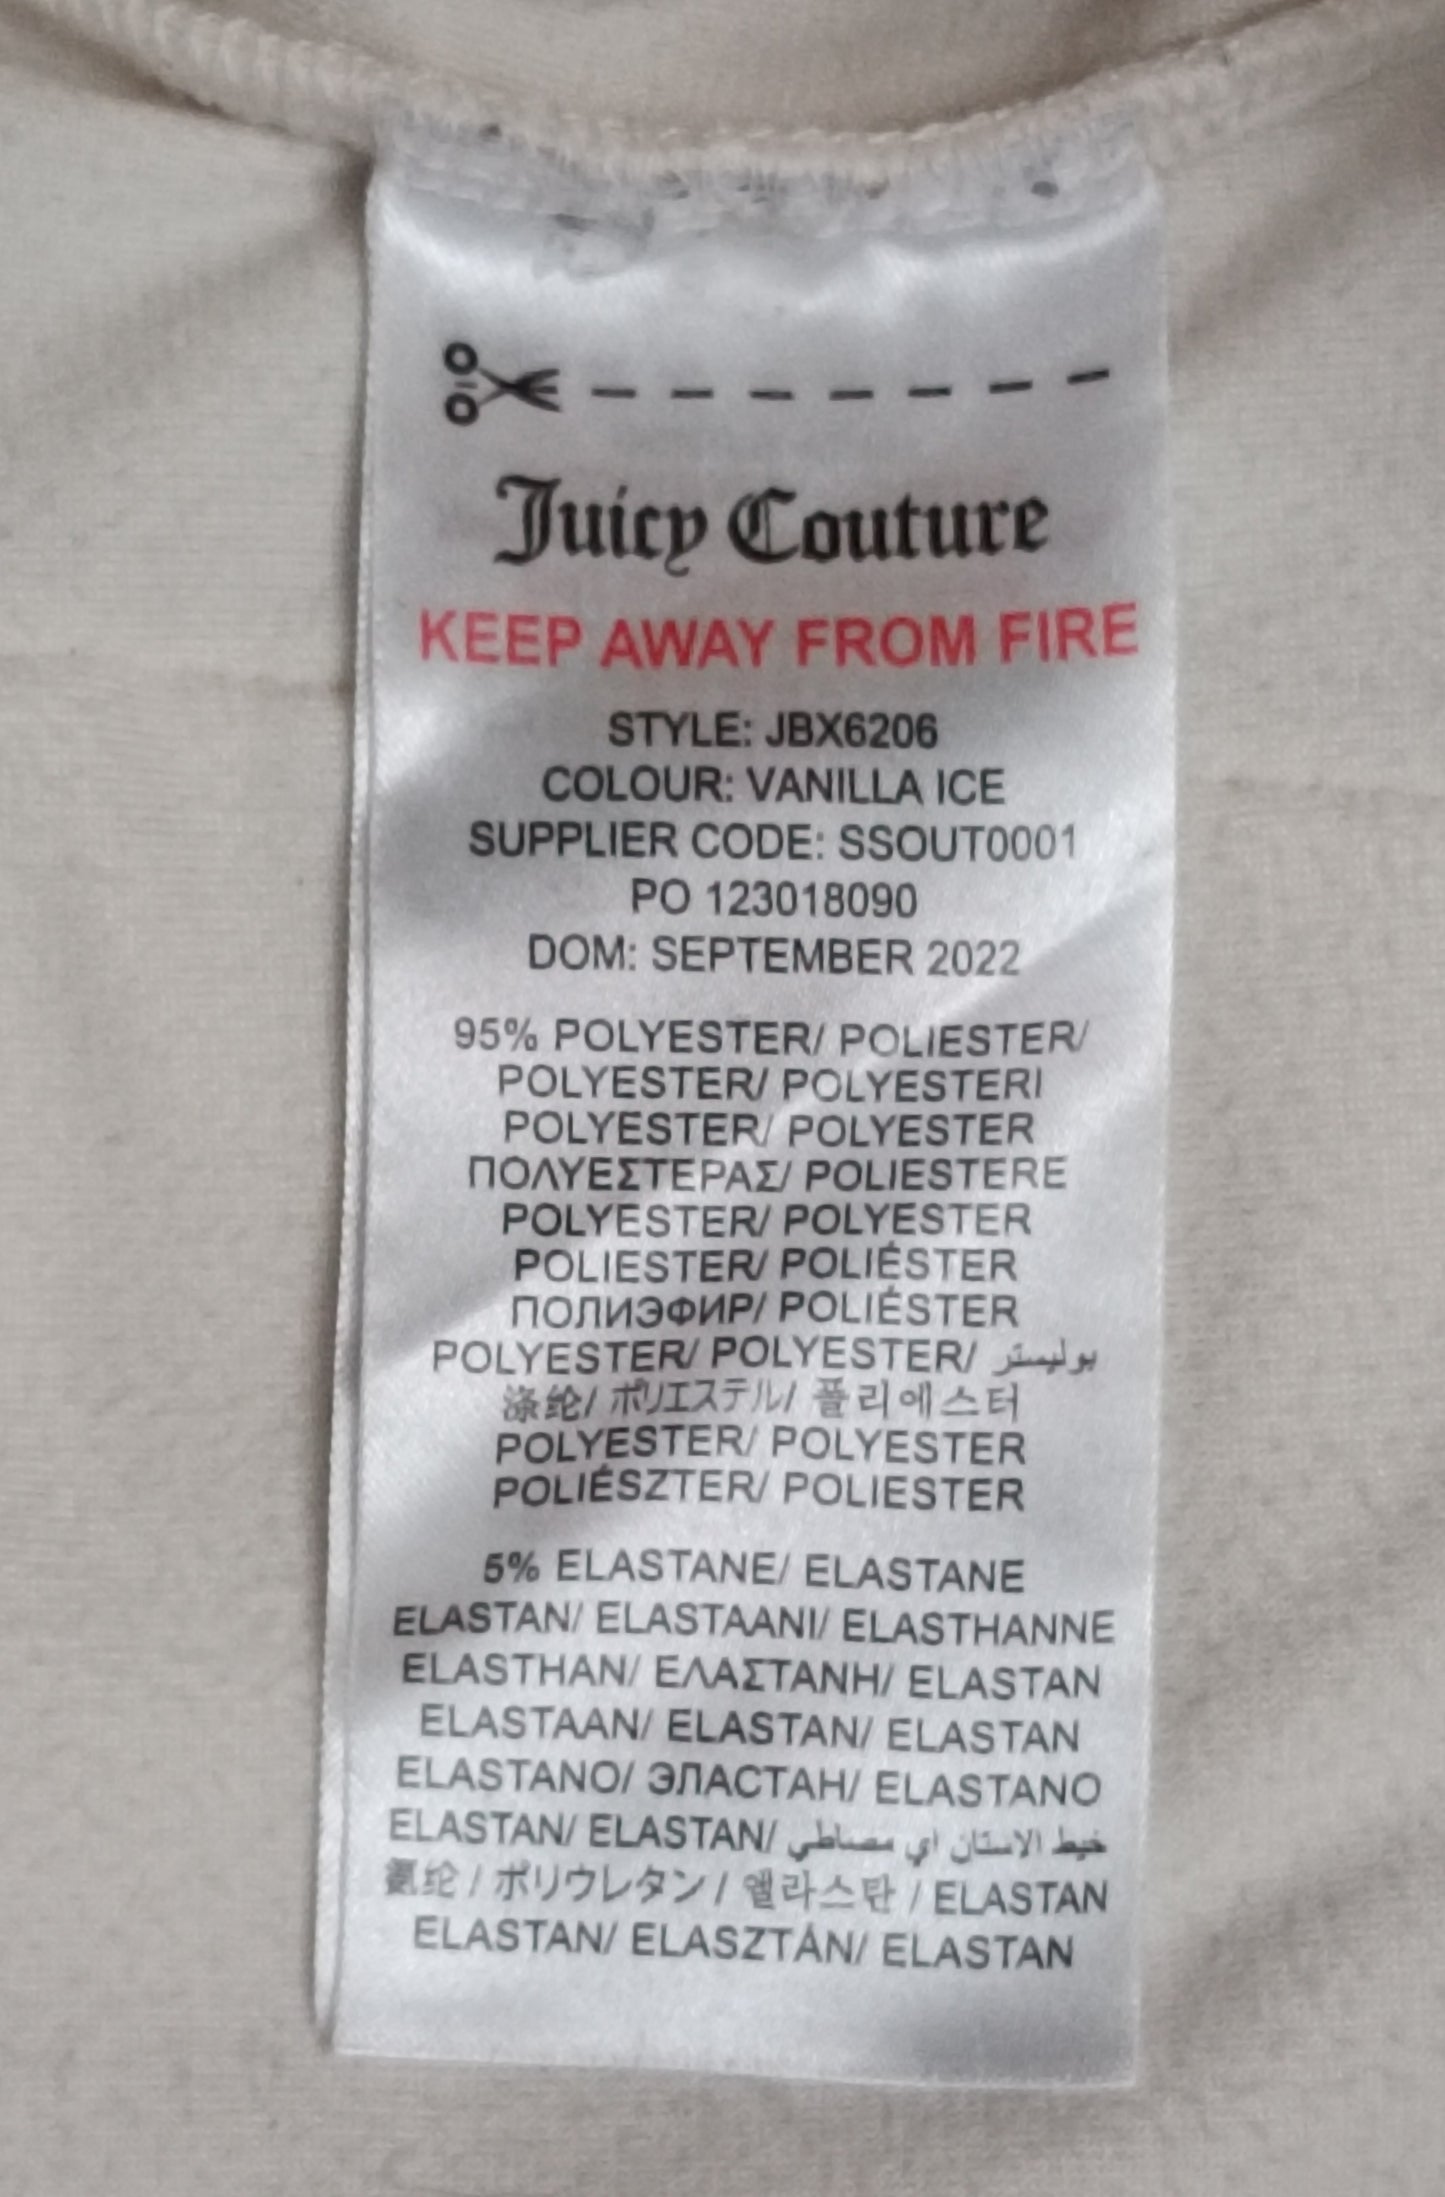 Juicy Couture
KEEP AWAY FROM FIRE
STYLE: JBX6206
COLOUR: VANILLA ICE
SUPPLIER CODE: SSOUT0001
PO 123018090
DOM: SEPTEMBER 2022
95% POLYESTER/ POLIESTER/
POLYESTER/ POLYESTERI
POLYESTER/ POLYESTER
ΠΟΛΥΕΣΤΕΡΑΣ/ POLIESTERE
POLYESTER/ POLYESTER
POLIESTER/ POLIÉSTER
ПОЛИЭФИР/ POLIÉSTER
POLYESTER/ POLYESTER/ بوليستر
涤纶/ ポリエステル/ 폴리에스터
POLYESTER/ POLYESTER
POLIÉSZTER/ POLIESTER
5% ELASTANE/ ELASTANE
ELASTAN/ ELASTAANI/ ELASTHANNE
ELASTHAN/ ΕΛΑΣΤΑΝΗ/ ELASTAN
ELASTAAN/ ELASTAN/ ELASTAN
ELASTANO/ ЭЛАСТАН/ ELASTANO
ELASTAN/ ELASTAN/ خيط الاستان اي مصاطي
氨纶 / ポリウレタン / 엘라스탄 / ELASTAN
ELASTAN/ ELASZTÁN/ ELASTAN